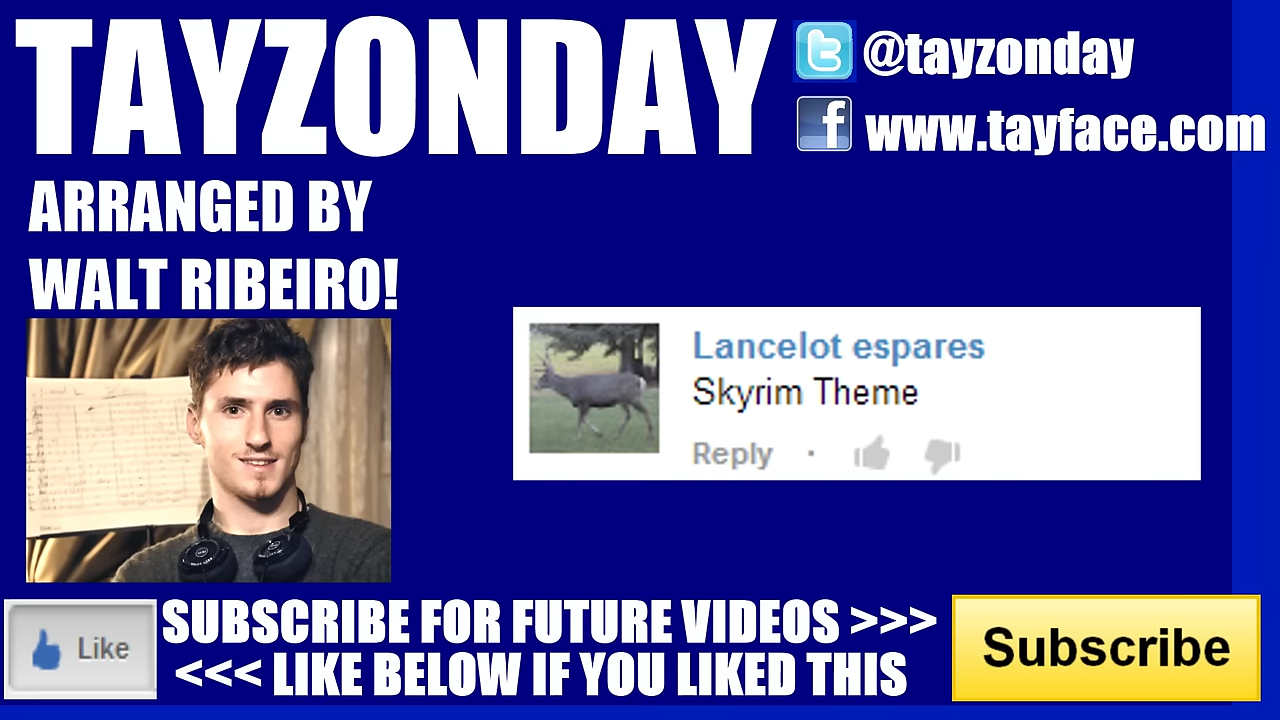 TAYZONDAY
@tayzonday
www.tayface.com
ARRANGED BY
WALT RIBEIRO!
Lancelot espares
Skyrim Theme
Reply ·
Like
SUBSCRIBE FOR FUTURE VIDEOS >>>
<<< LIKE BELOW IF YOU LIKED THIS
Subscribe